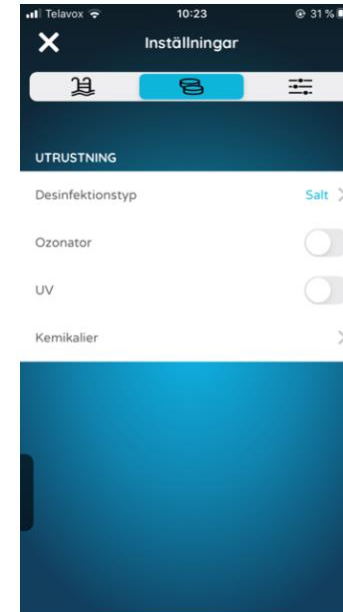 Telavox 10:23 31 %
Inställningar
UTRUSTNING
Desinfektionstyp Salt
Ozonator
UV
Kemikalier